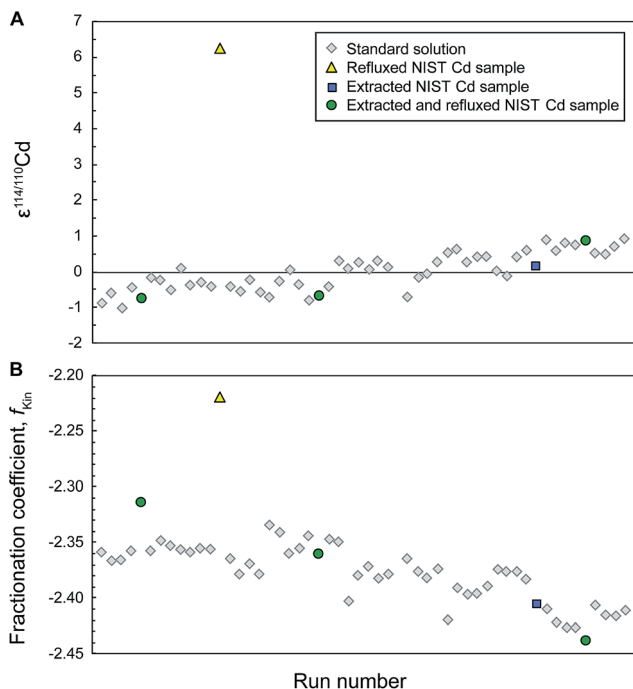 A
7
6
5
4
3
2
1
0
-1
-2
ε114/110Cd
Standard solution
Refluxed NIST Cd sample
Extracted NIST Cd sample
Extracted and refluxed NIST Cd sample
B
-2.20
-2.25
-2.30
-2.35
-2.40
-2.45
Fractionation coefficient, fKin
Run number